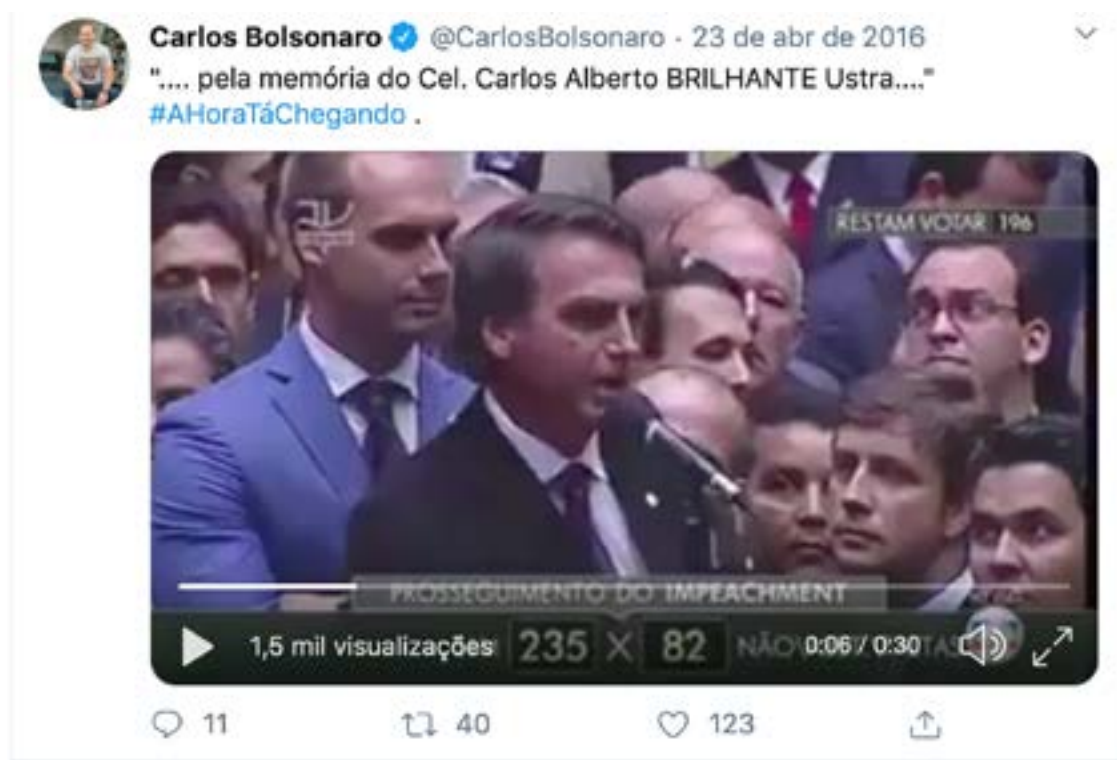 Carlos Bolsonaro @CarlosBolsonaro · 23 de abr de 2016
".... pela memória do Cel. Carlos Alberto BRILHANTE Ustra...."
#AHoraTáChegando .
RESTAM VOTAR 196
PROSSEGUIMENTO DO IMPEACHMENT
1,5 mil visualizações 235 X 82 NÃO 0:06 / 0:30
11 40 123